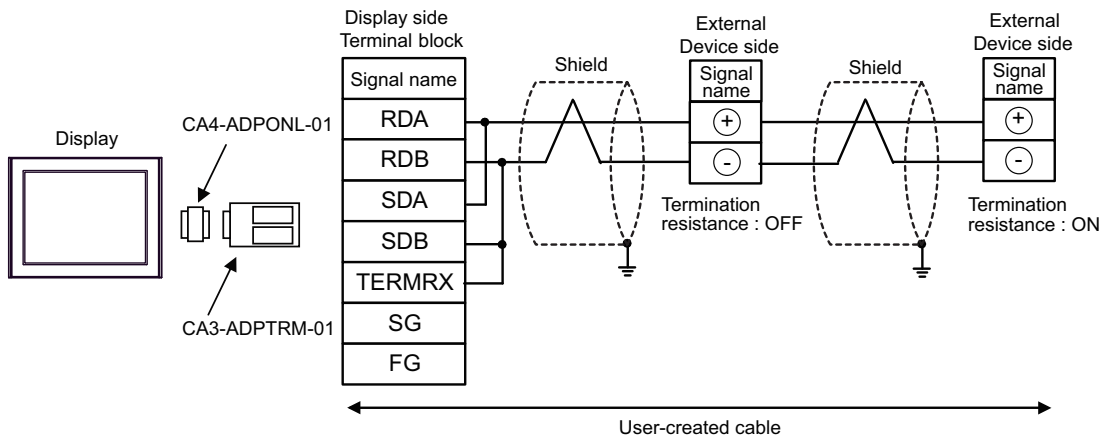 Display side
Terminal block
Signal name
RDA
RDB
SDA
SDB
TERMRX
SG
FG
Display
CA4-ADPONL-01
CA3-ADPTRM-01
Shield
External
Device side
Signal
name
+
-
Termination
resistance : OFF
Shield
External
Device side
Signal
name
+
-
Termination
resistance : ON
User-created cable